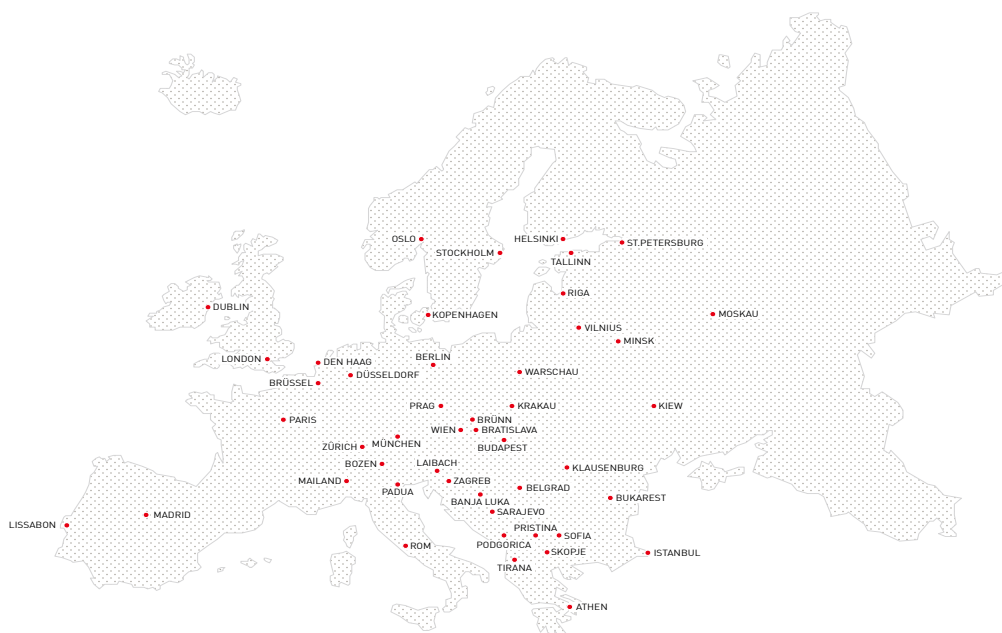 OSLO
HELSINKI
ST.PETERSBURG
STOCKHOLM
TALLINN
RIGA
DUBLIN
KOPENHAGEN
MOSKAU
VILNIUS
MINSK
LONDON
DEN HAAG
BERLIN
DÜSSELDORF
WARSCHAU
BRÜSSEL
PRAG
KRAKAU
KIEW
PARIS
BRÜNN
WIEN
BRATISLAVA
MÜNCHEN
ZÜRICH
BUDAPEST
BOZEN
LAIBACH
KLAUSENBURG
MAILAND
ZAGREB
PADUA
BELGRAD
BANJA LUKA
BUKAREST
SARAJEVO
MADRID
LISSABON
PRISTINA
SOFIA
PODGORICA
ROM
SKOPJE
ISTANBUL
TIRANA
ATHEN